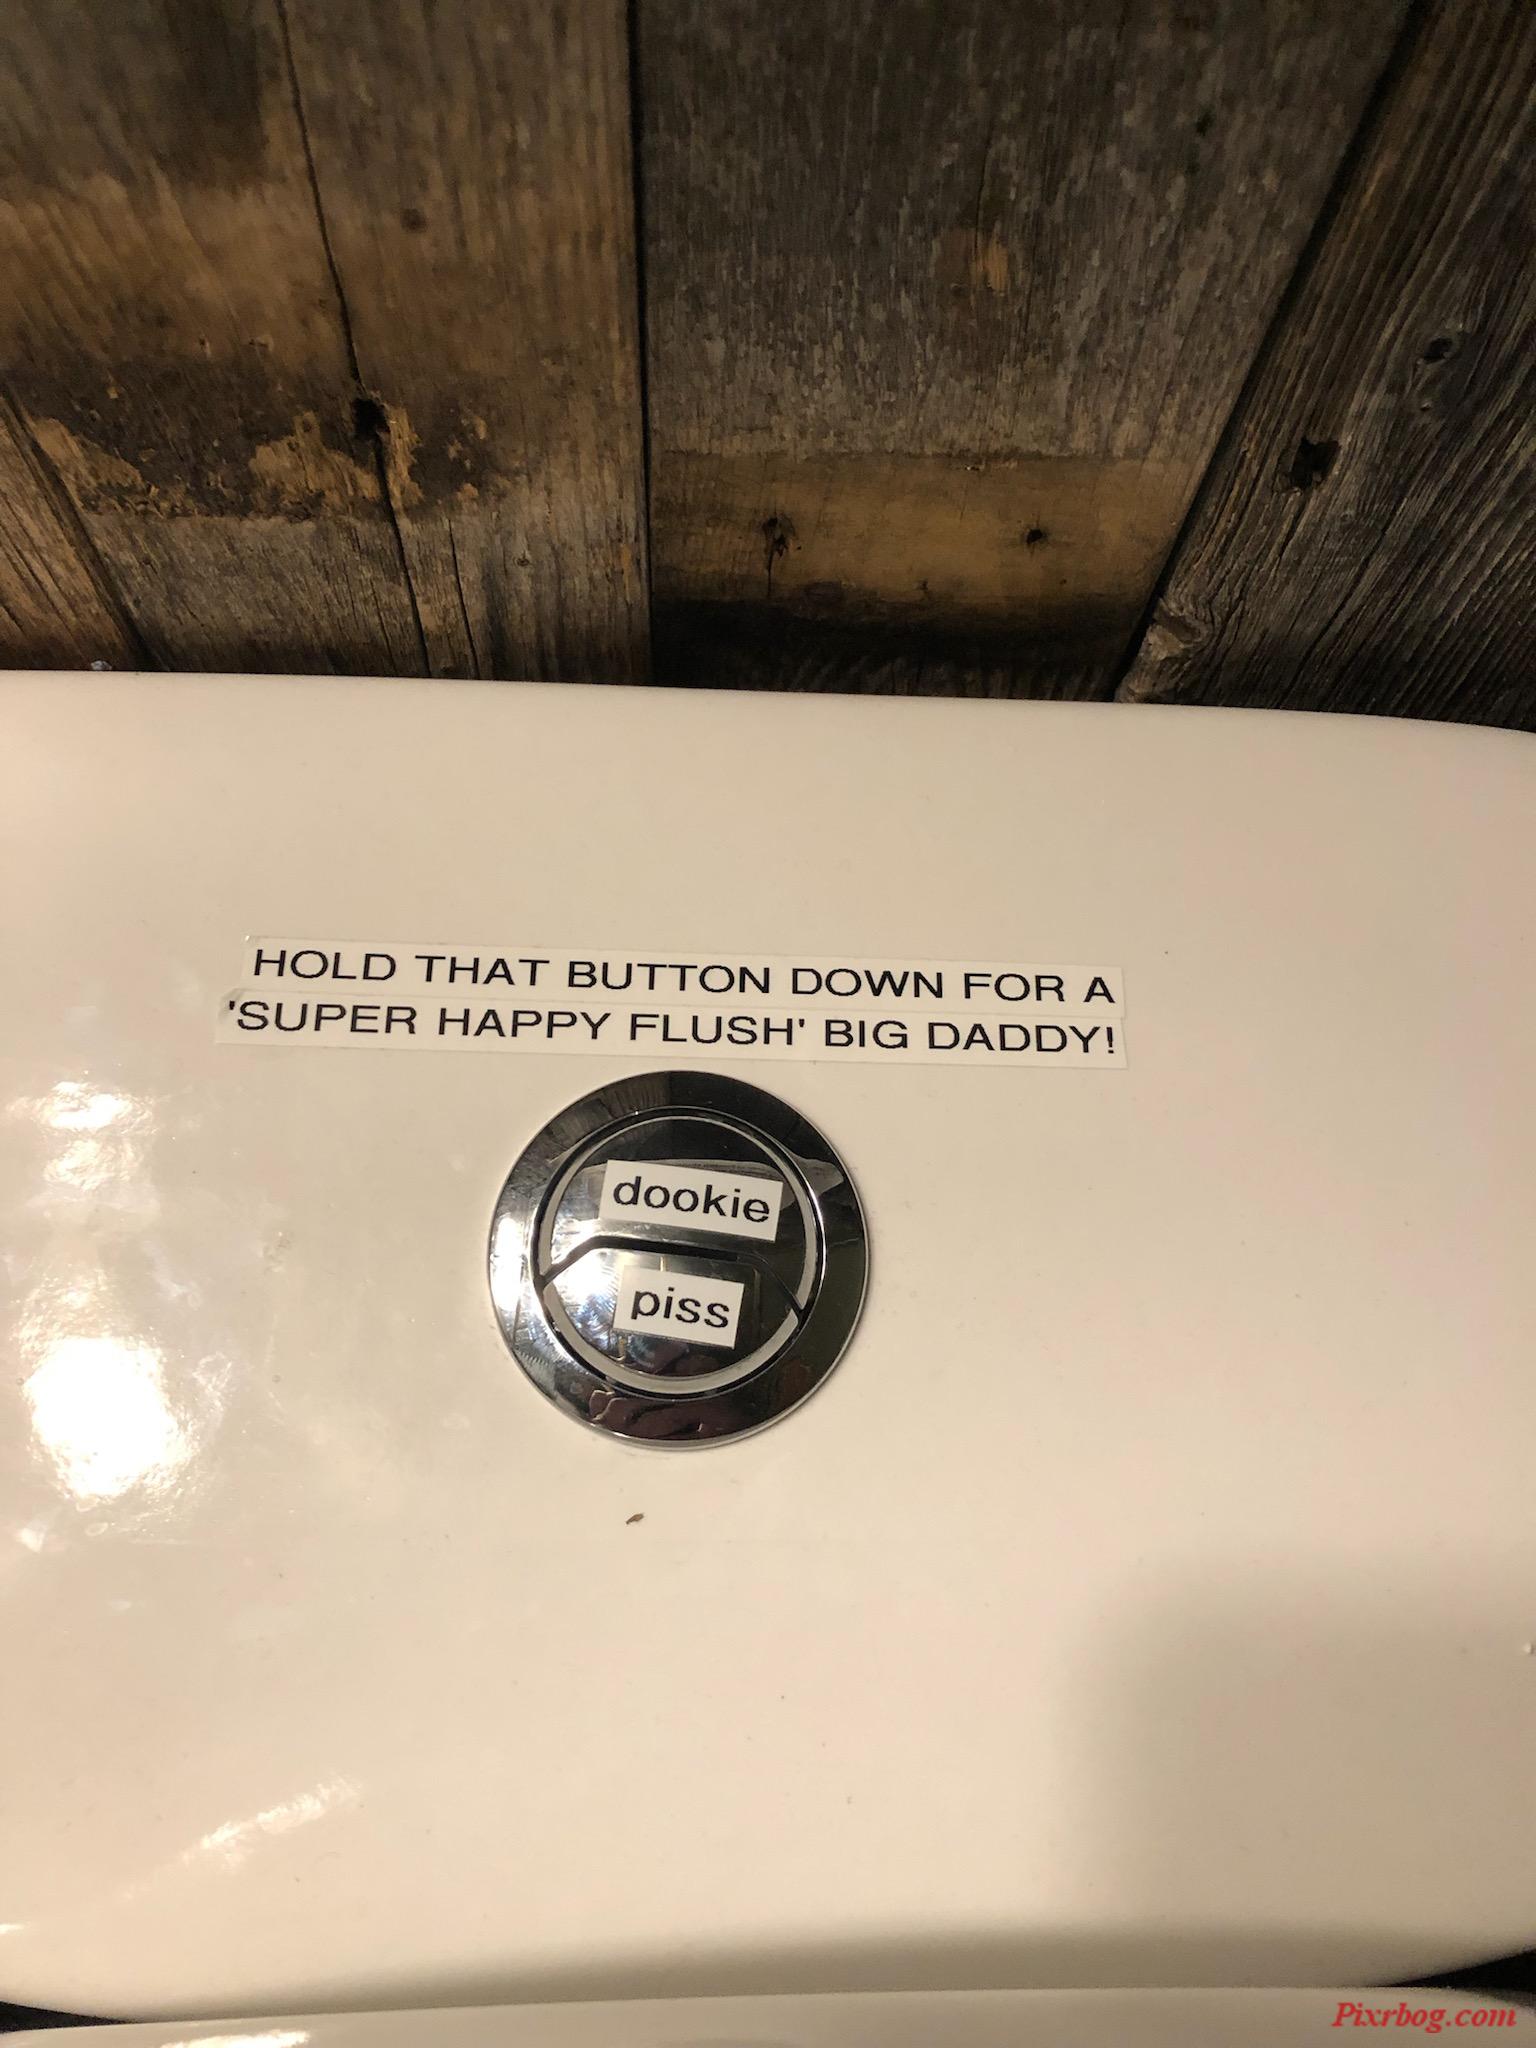 HOLD THAT BUTTON DOWN FOR A
'SUPER HAPPY FLUSH' BIG DADDY!
dookie
piss
Pixrbog.com